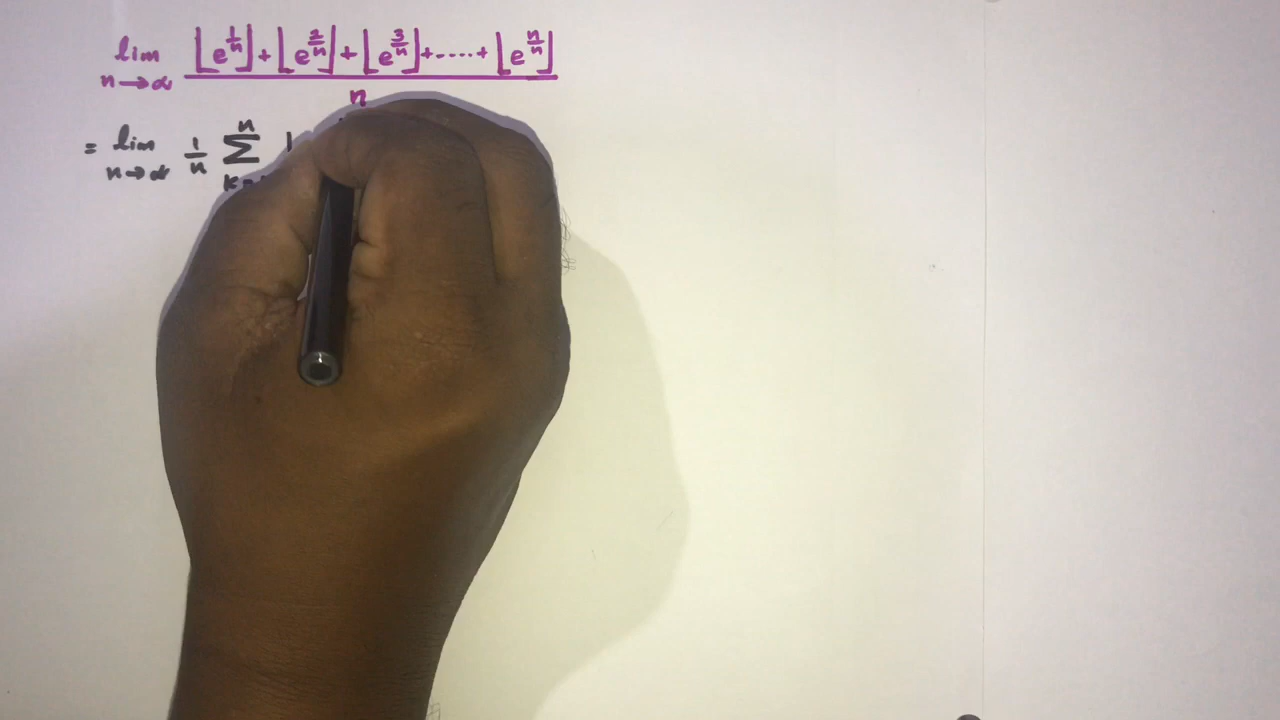 lim n→∝ ⌊e^{1/n}⌋+⌊e^{2/n}⌋+⌊e^{3/n}⌋+.....+⌊e^{n/n}⌋ / n
= lim n→∝ 1/n ∑ n k=